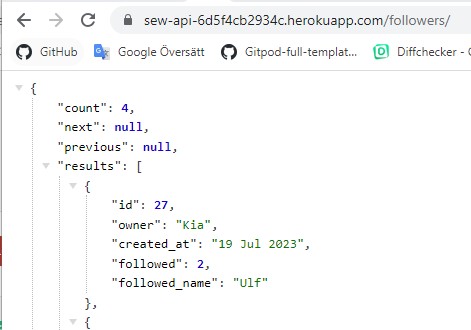 sew-api-6d5f4cb2934c.herokuapp.com/followers/
GitHub Google Översätt Gitpod-full-templat... Diffchecker -
{
"count": 4,
"next": null,
"previous": null,
"results": [
{
"id": 27,
"owner": "Kia",
"created_at": "19 Jul 2023",
"followed": 2,
"followed_name": "Ulf"
},
{